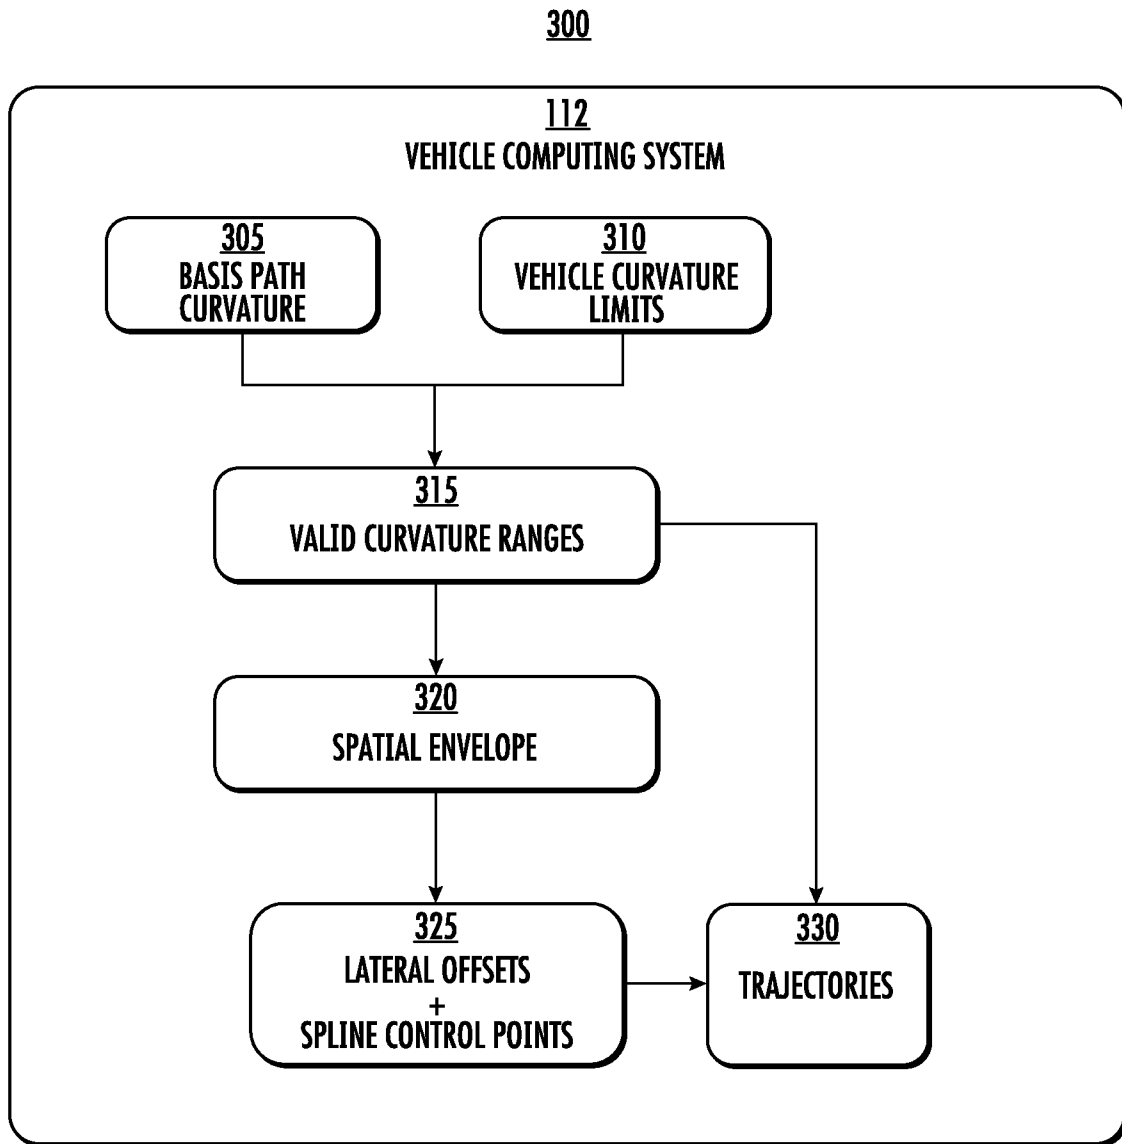 300
112
VEHICLE COMPUTING SYSTEM
305
BASIS PATH
CURVATURE
310
VEHICLE CURVATURE
LIMITS
315
VALID CURVATURE RANGES
320
SPATIAL ENVELOPE
325
LATERAL OFFSETS
+
SPLINE CONTROL POINTS
330
TRAJECTORIES